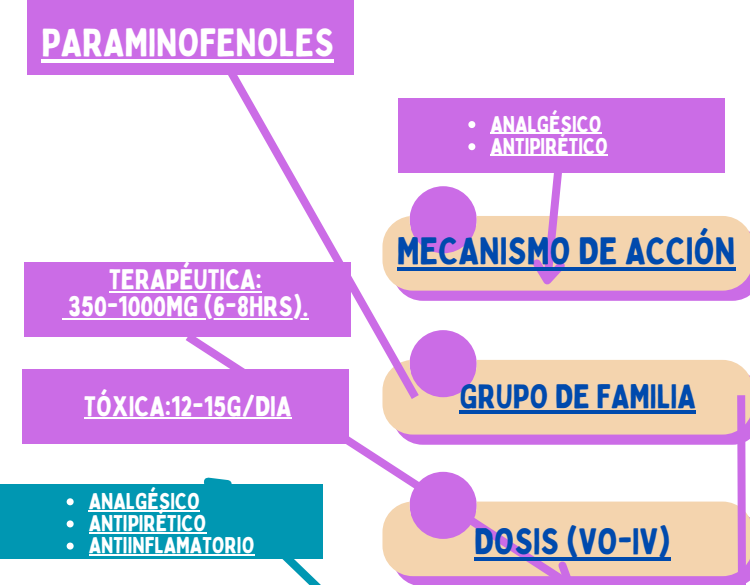 PARAMINOFENOLES
• ANALGÉSICO
• ANTIPIRÉTICO
MECANISMO DE ACCIÓN
TERAPÉUTICA:
350-1000MG (6-8HRS).
GRUPO DE FAMILIA
TÓXICA:12-15G/DIA
• ANALGÉSICO
• ANTIPIRÉTICO
• ANTIINFLAMATORIO
DOSIS (VO-IV)